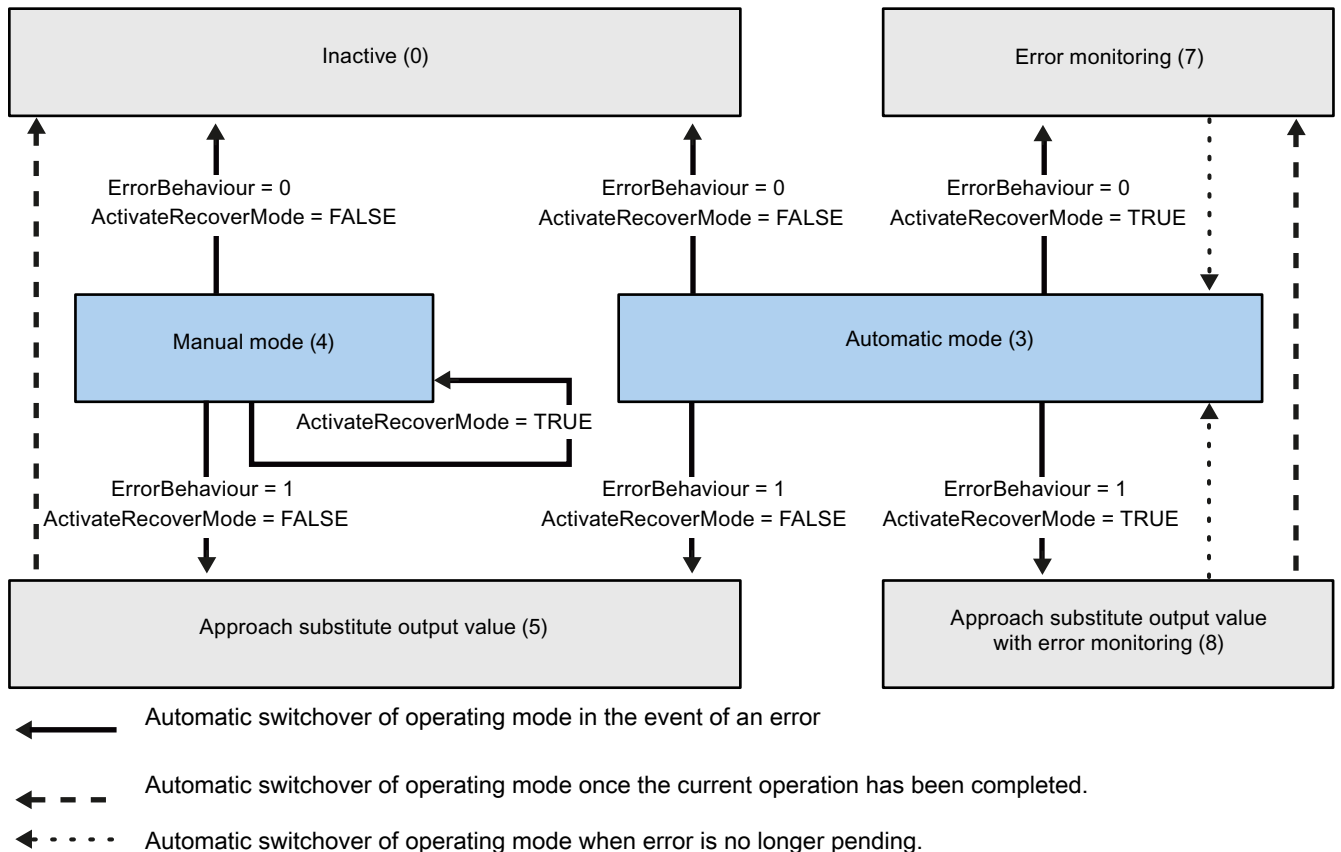 Inactive (0)
Error monitoring (7)
ErrorBehaviour = 0
ActivateRecoverMode = FALSE
ErrorBehaviour = 0
ActivateRecoverMode = FALSE
ErrorBehaviour = 0
ActivateRecoverMode = TRUE
Manual mode (4)
Automatic mode (3)
ActivateRecoverMode = TRUE
ErrorBehaviour = 1
ActivateRecoverMode = FALSE
ErrorBehaviour = 1
ActivateRecoverMode = FALSE
ErrorBehaviour = 1
ActivateRecoverMode = TRUE
Approach substitute output value (5)
Approach substitute output value
with error monitoring (8)
Automatic switchover of operating mode in the event of an error
Automatic switchover of operating mode once the current operation has been completed.
Automatic switchover of operating mode when error is no longer pending.